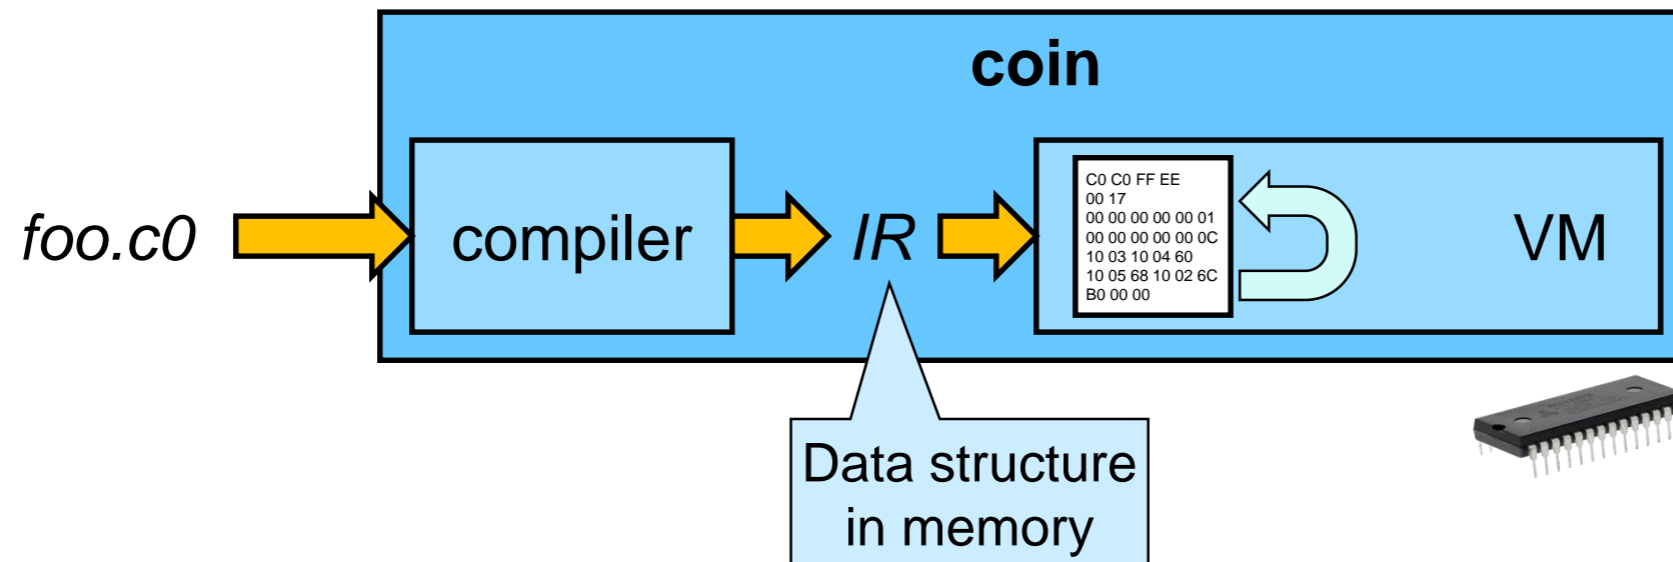 coin
foo.c0
compiler
IR
C0 C0 FF EE
00 17
00 00 00 00 00 01
00 00 00 00 00 0C
10 03 10 04 60
10 05 68 10 02 6C
B0 00 00
VM
Data structure
in memory